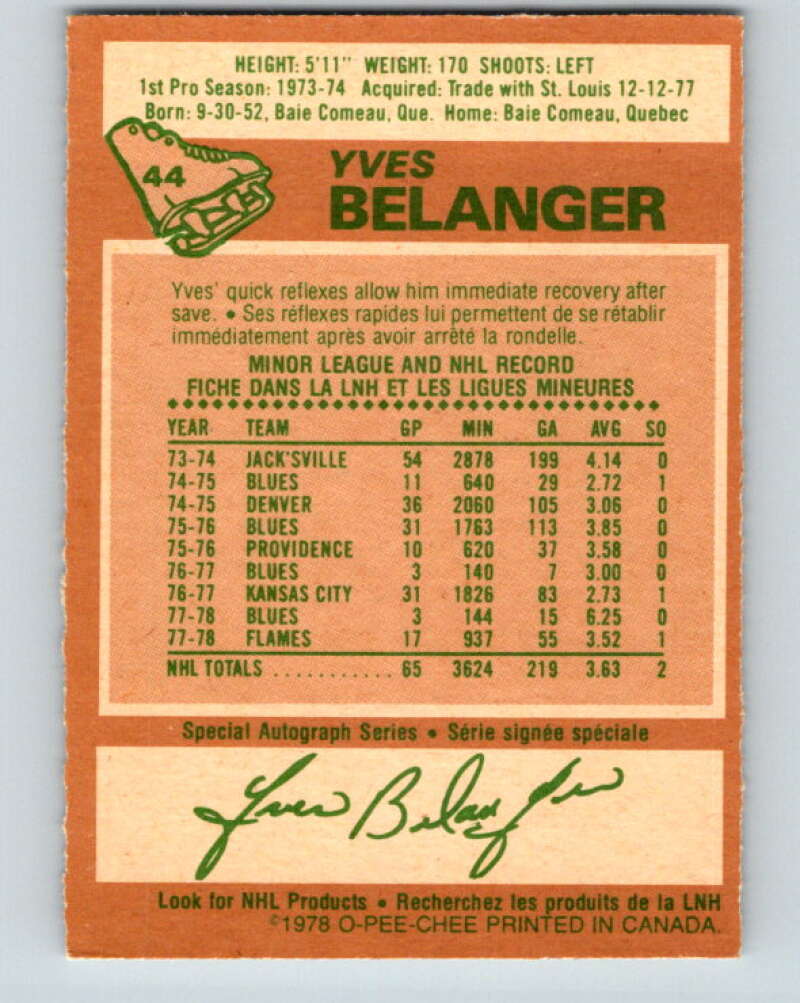 HEIGHT: 5'11" WEIGHT: 170 SHOOTS: LEFT
1st Pro Season: 1973-74 Acquired: Trade with St. Louis 12-12-77
Born: 9-30-52, Baie Comeau, Que. Home: Baie Comeau, Quebec
44
YVES
BELANGER
Yves' quick reflexes allow him immediate recovery after
save. • Ses réflexes rapides lui permettent de se rétablir
immédiatement après avoir arrêté la rondelle.
MINOR LEAGUE AND NHL RECORD
FICHE DANS LA LNH ET LES LIGUES MINEURES
YEAR TEAM GP MIN GA AVG SO
73-74 JACK'SVILLE 54 2878 199 4.14 0
74-75 BLUES 11 640 29 2.72 1
74-75 DENVER 36 2060 105 3.06 0
75-76 BLUES 31 1763 113 3.85 0
75-76 PROVIDENCE 10 620 37 3.58 0
76-77 BLUES 3 140 7 3.00 0
76-77 KANSAS CITY 31 1826 83 2.73 1
77-78 BLUES 3 144 15 6.25 0
77-78 FLAMES 17 937 55 3.52 1
NHL TOTALS ........... 65 3624 219 3.63 2
Special Autograph Series • Série signée spéciale
Yves Belanger
Look for NHL Products • Recherchez les produits de la LNH
©1978 O-PEE-CHEE PRINTED IN CANADA.